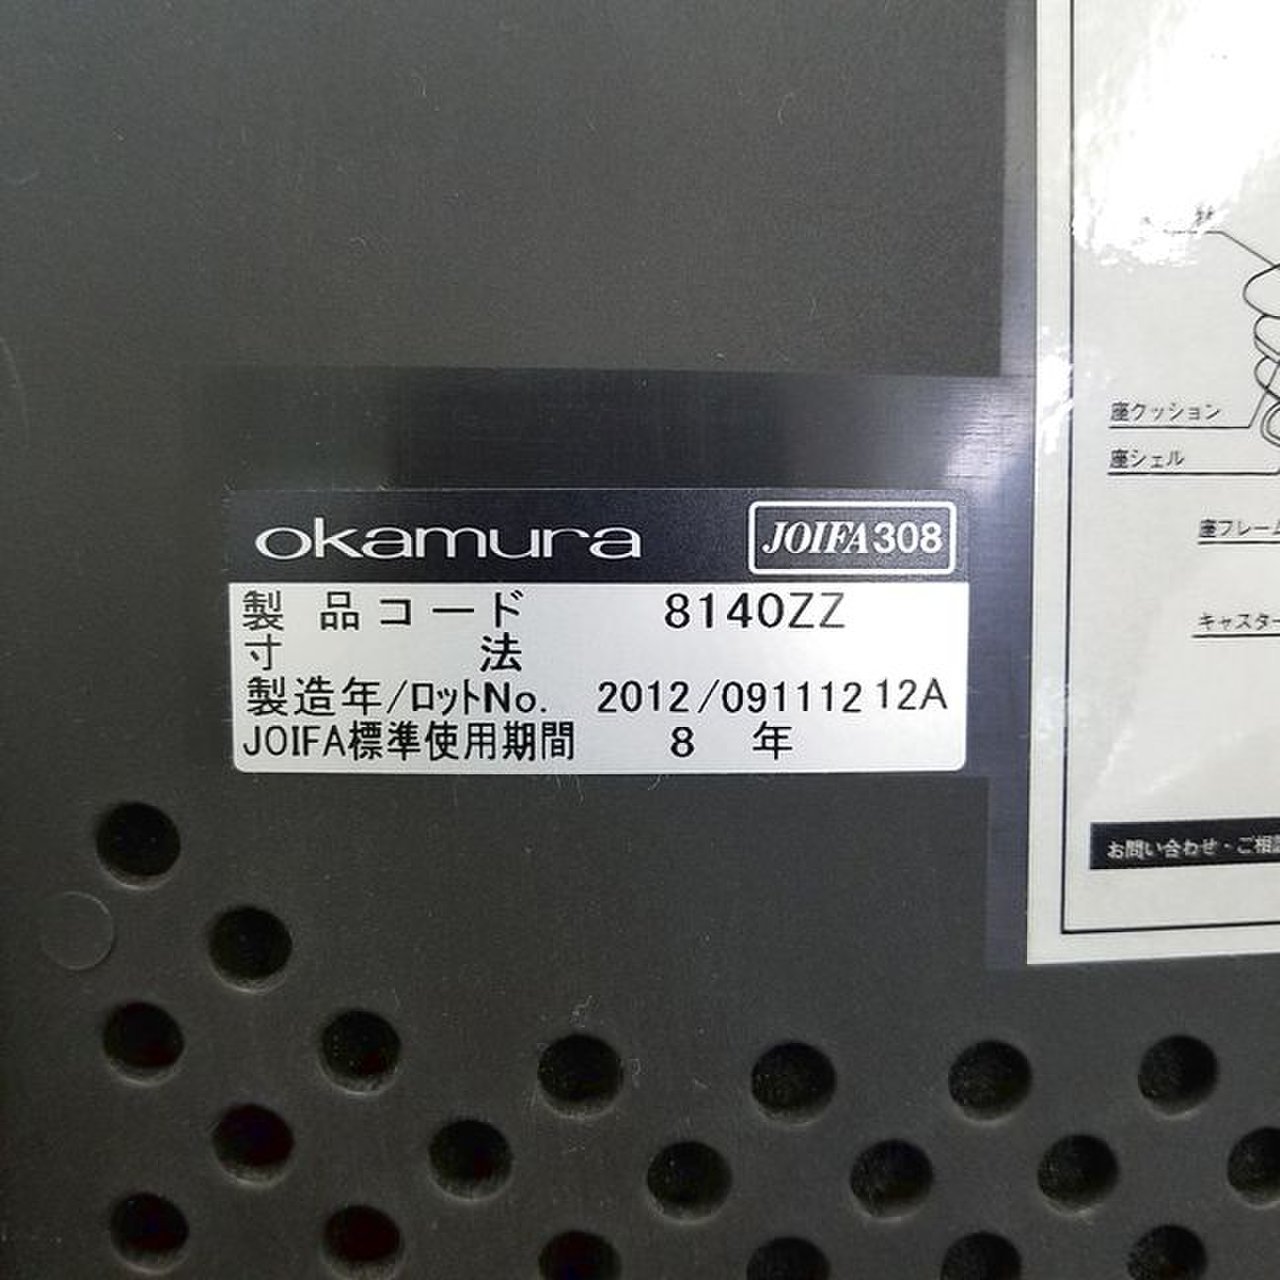 okamura JOIFA308
製品コード 8140ZZ
寸法
製造年/ロットNo. 2012/091112 12A
JOIFA標準使用期間 8 年
座クッション
座シェル
座フレーム
キャスター
お問い合わせ・ご相談